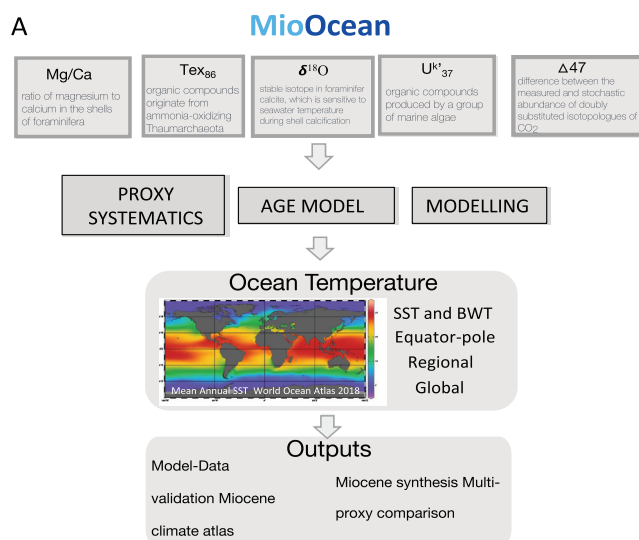 A
MioOcean
Mg/Ca
ratio of magnesium to
calcium in the shells
of foraminifera
Tex86
organic compounds
originate from
ammonia-oxidizing
Thaumarchaeota
δ18O
stable isotope in foraminifer
calcite, which is sensitive to
seawater temperature
during shell calcification
Uk'37
organic compounds
produced by a group
of marine algae
Δ47
difference between the
measured and stochastic
abundance of doubly
substituted isotopologues of
CO2
PROXY
SYSTEMATICS
AGE MODEL
MODELLING
Ocean Temperature
Mean Annual SST World Ocean Atlas 2018
SST and BWT
Equator-pole
Regional
Global
Outputs
Model-Data
validation Miocene
climate atlas
Miocene synthesis Multi-
proxy comparison